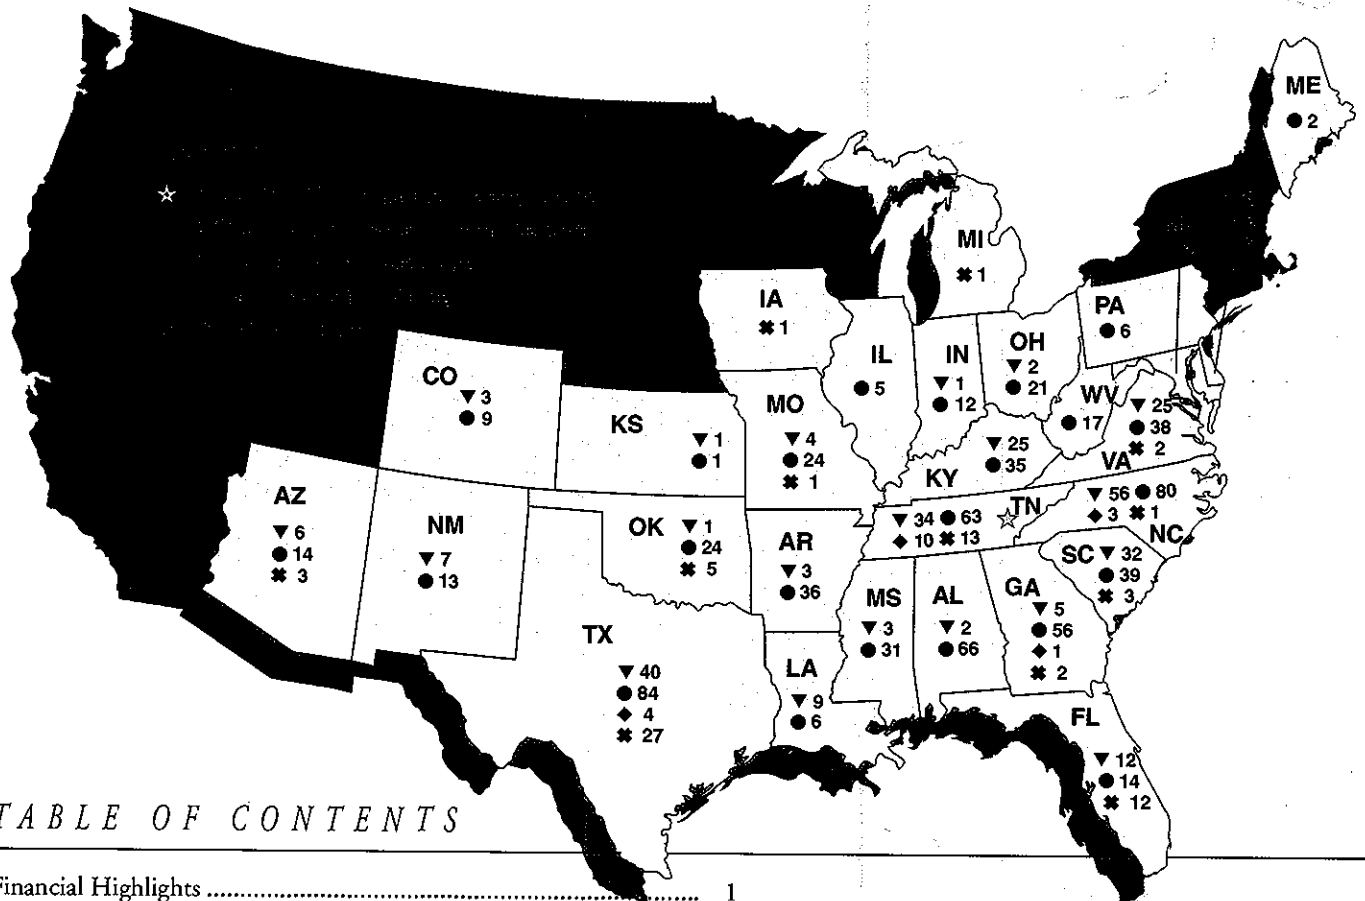 ME
● 2
MI
✖ 1
IA
✖ 1
PA
● 6
CO
▼ 3
● 9
IL
● 5
IN
▼ 1
● 12
OH
▼ 2
● 21
KS
▼ 1
● 1
MO
▼ 4
● 24
✖ 1
KY
▼ 25
● 35
WV
● 17
▼ 25
● 38
✖ 2
VA
AZ
▼ 6
● 14
✖ 3
NM
▼ 7
● 13
OK
▼ 1
● 24
✖ 5
AR
▼ 3
● 36
TN
▼ 34 ● 63
◆ 10 ✖ 13
▼ 56 ● 80
◆ 3 ✖ 1
NC
SC
▼ 32
● 39
✖ 3
TX
▼ 40
● 84
◆ 4
✖ 27
LA
▼ 9
● 6
MS
▼ 3
● 31
AL
▼ 2
● 66
GA
▼ 5
● 56
◆ 1
✖ 2
FL
▼ 12
● 14
✖ 12
TABLE OF CONTENTS
Financial Highlights ........................................ 1